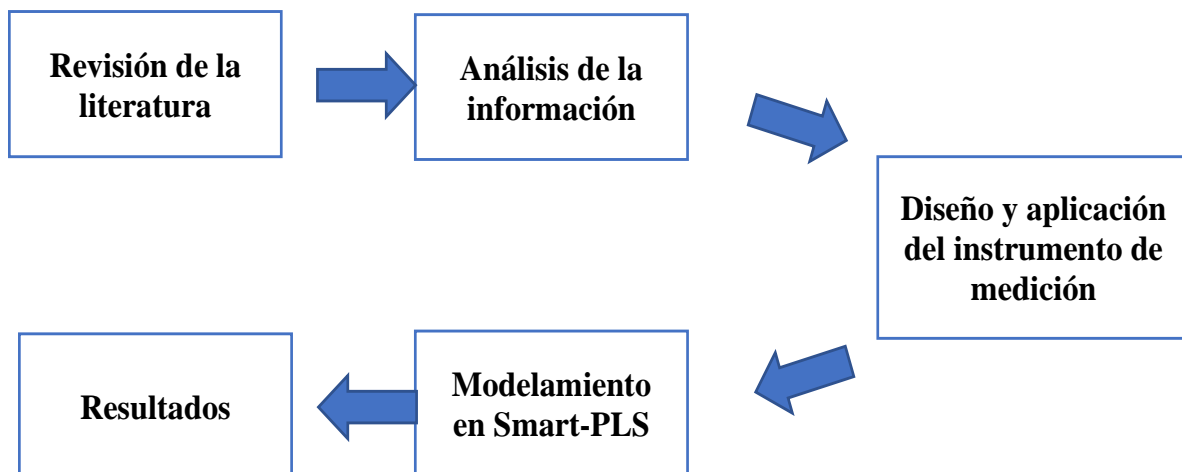 Revisión de la
literatura
Análisis de la
información
Diseño y aplicación
del instrumento de
medición
Modelamiento
en Smart-PLS
Resultados